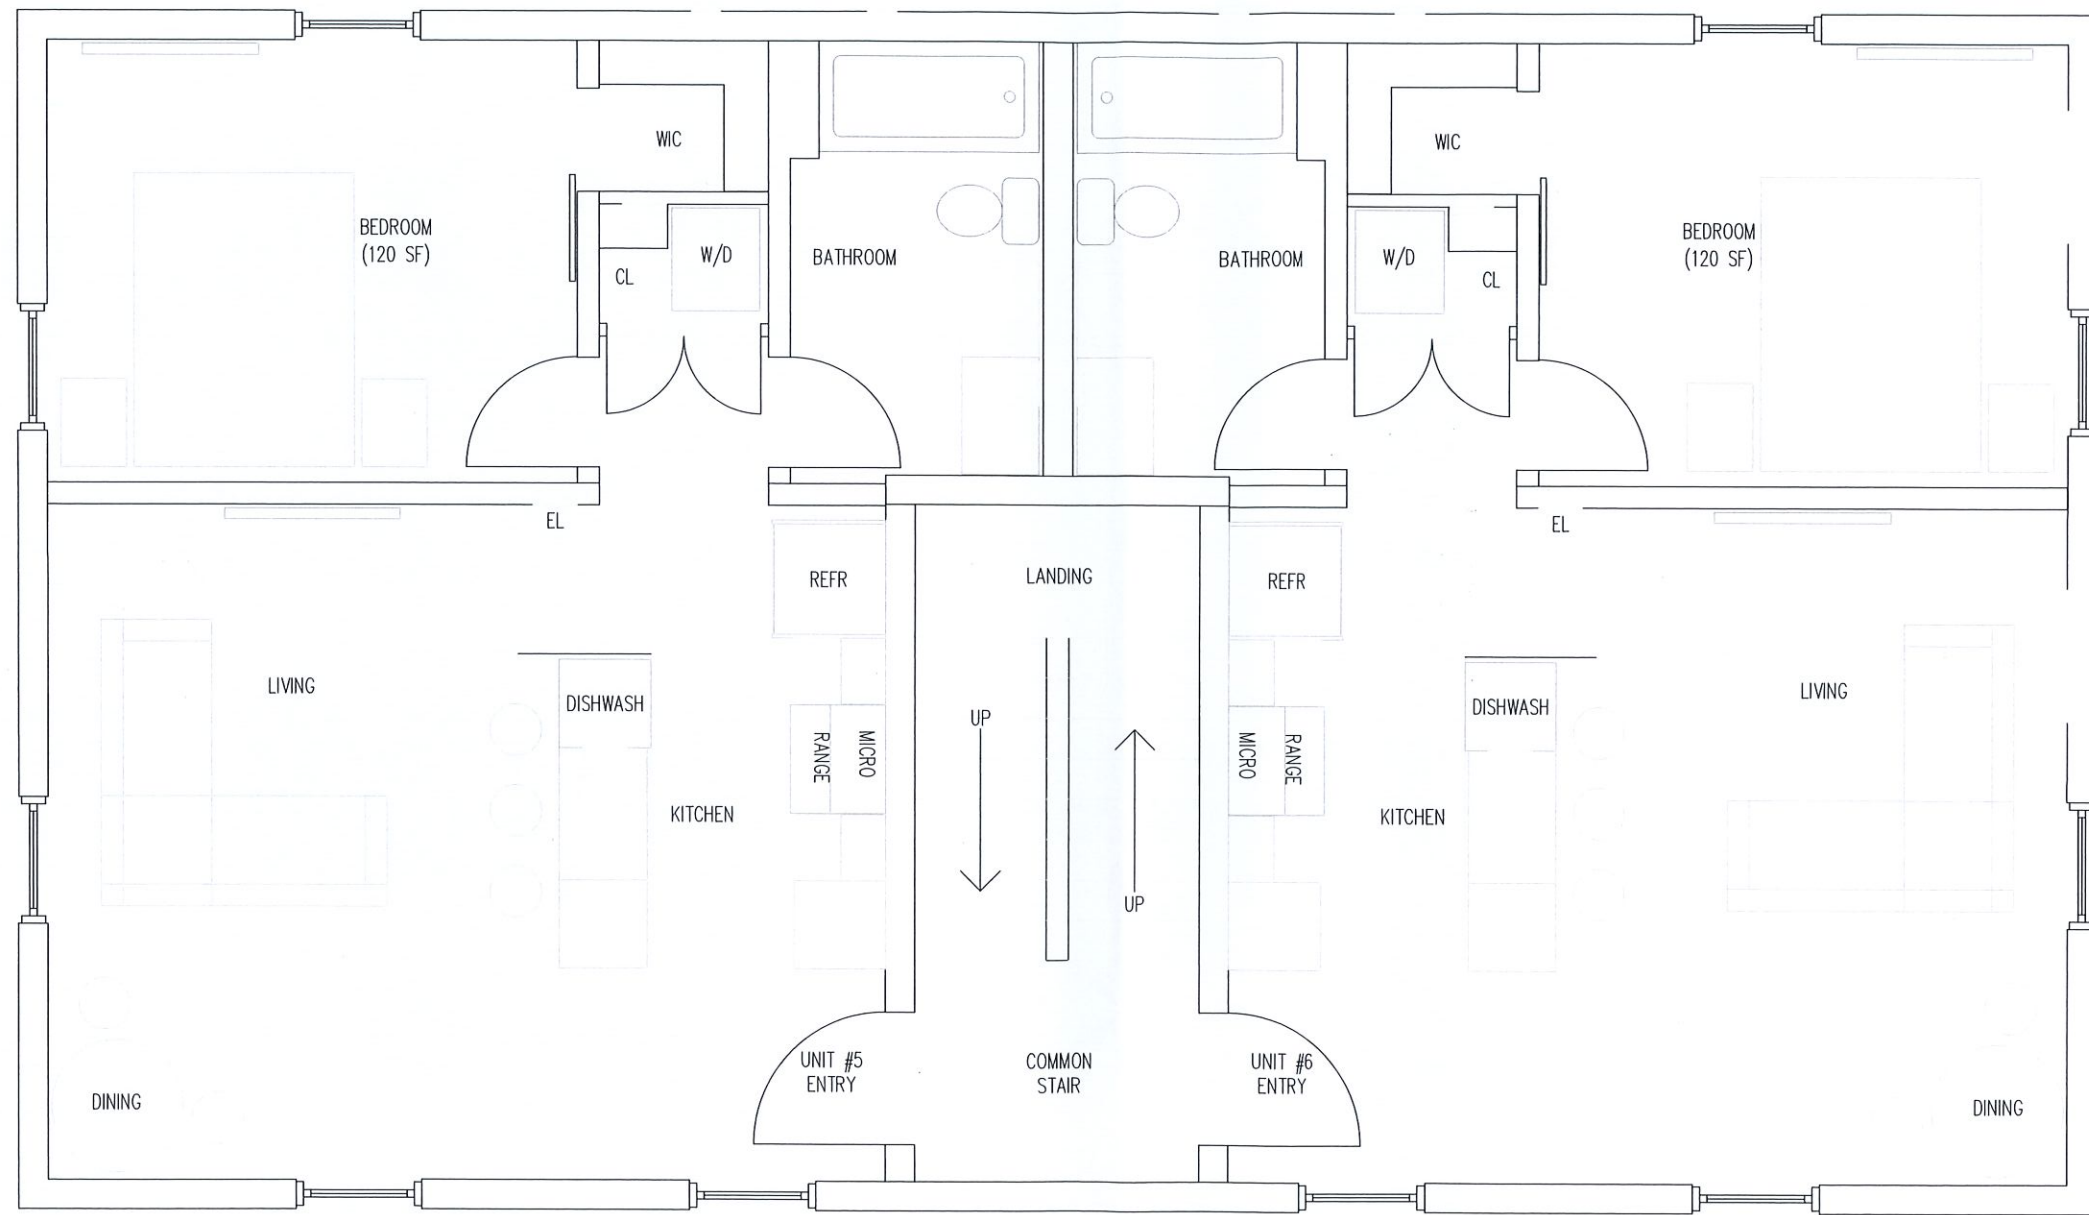 WIC
WIC
BEDROOM
(120 SF)
CL
W/D
BATHROOM
BATHROOM
W/D
CL
BEDROOM
(120 SF)
EL
EL
REFR
LANDING
REFR
LIVING
DISHWASH
UP
RANGE
MICRO
KITCHEN
MICRO
RANGE
DISHWASH
LIVING
KITCHEN
UP
UNIT #5
ENTRY
COMMON
STAIR
UNIT #6
ENTRY
DINING
DINING